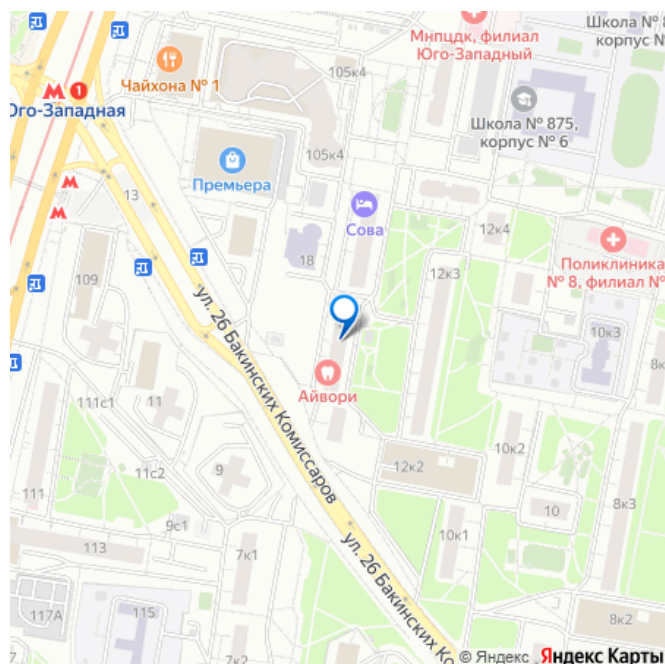 Мнпцдк, филиал
Юго-Западный
Школа №
корпус №
Чайхона № 1
105к4
М 1
Юго-Западная
Школа № 875,
корпус № 6
105к4
Премьера
М
13
М
Сова
12к4
18
109
12к3
Поликлиника
№ 8, филиал №
10к3
ул. 26 Бакинских Комиссаров
Айвори
111с1
11
11с2
9
12к2
10к2
111
9с1
10
8к3
113
7к1
10к1
ул. 26 Бакинских Ко
117А
115
7к2
8к2
© Яндекс Яндекс Карты